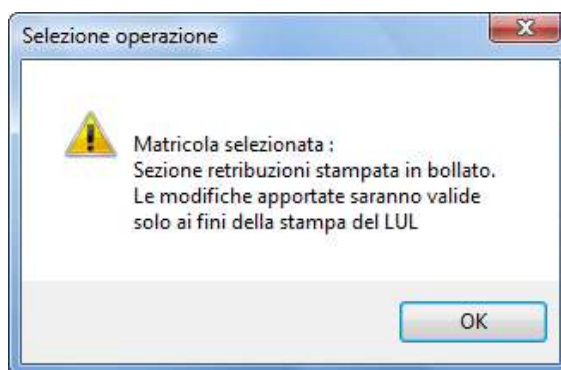 Selezione operazione
Matricola selezionata :
Sezione retribuzioni stampata in bollato.
Le modifiche apportate saranno valide
solo ai fini della stampa del LUL
OK